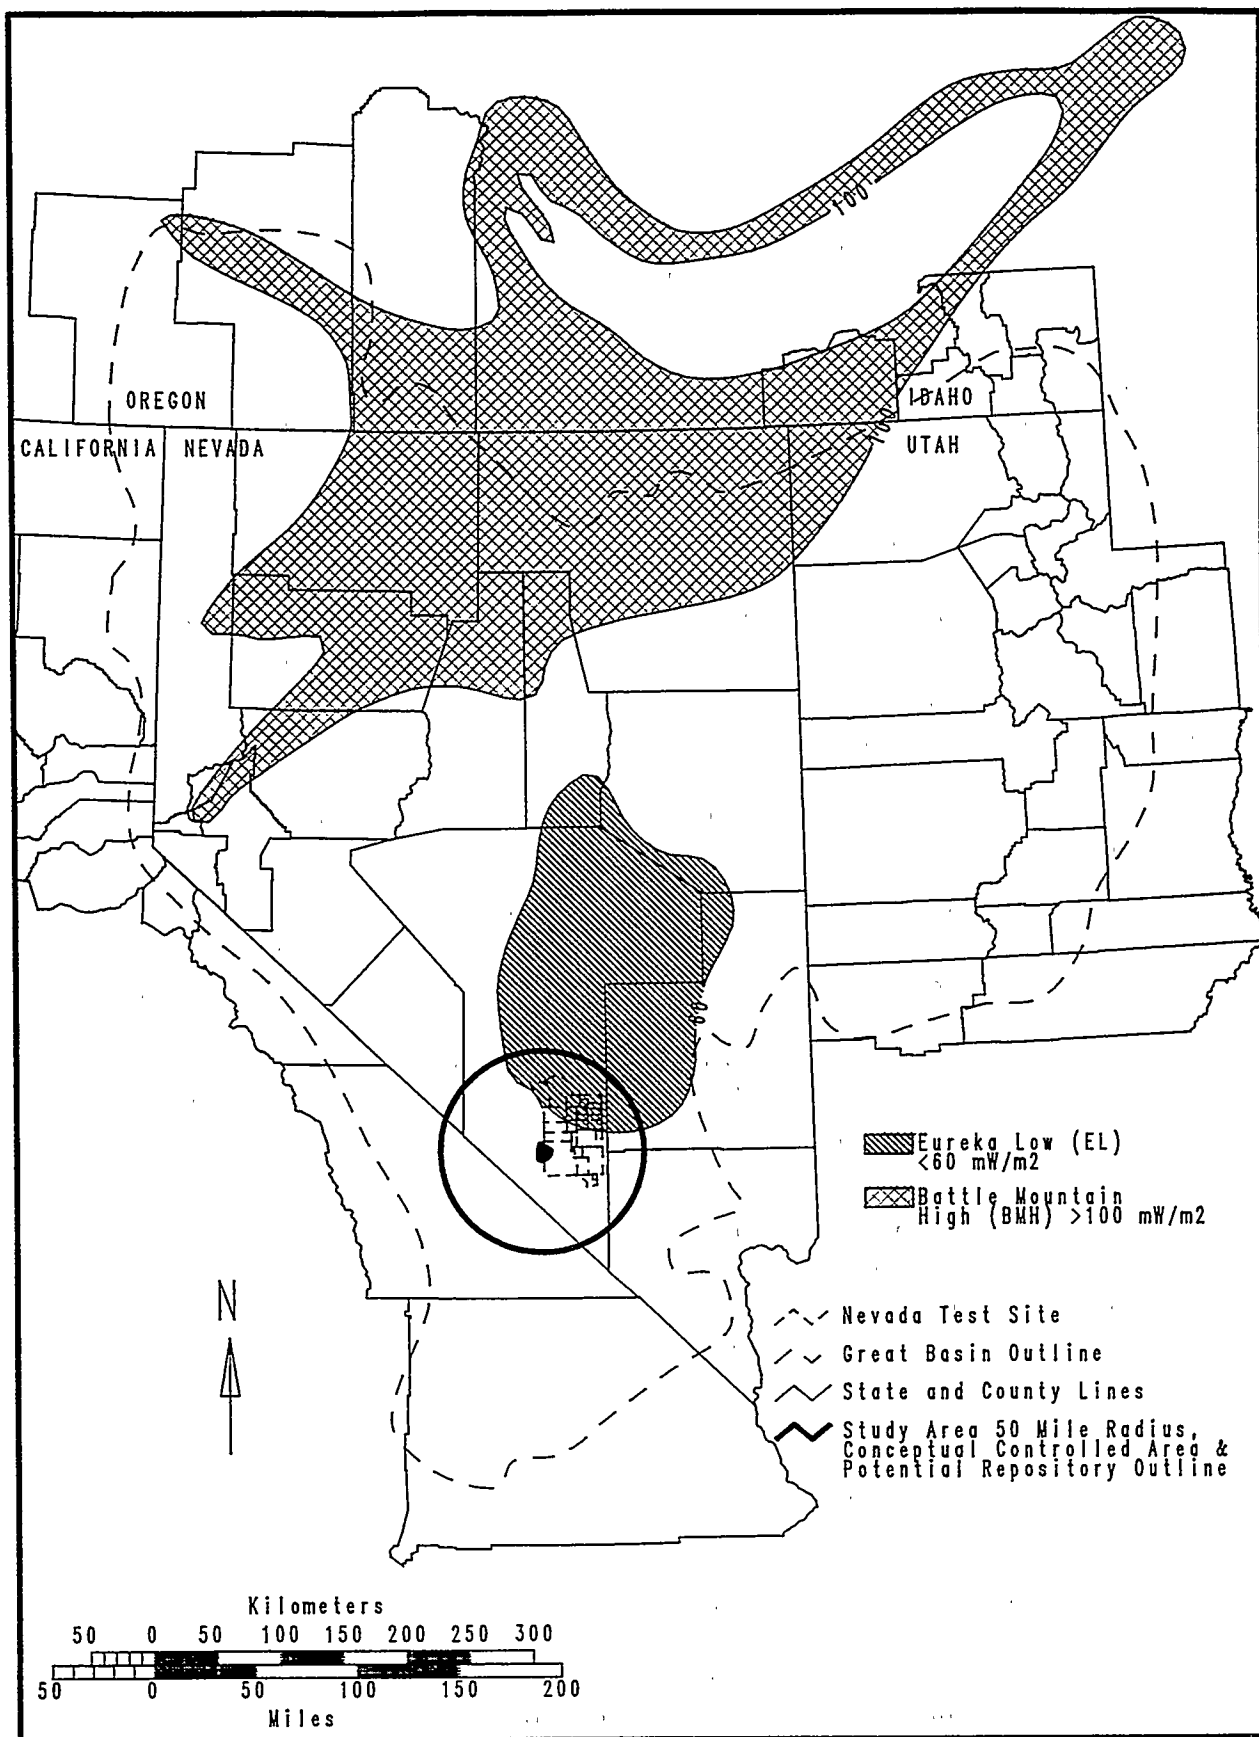 100
OREGON
IDAHO
100
CALIFORNIA
NEVADA
UTAH
60
Eureka Low (EL)
<60 mW/m2
Battle Mountain
High (BMH) >100 mW/m2
N
Nevada Test Site
Great Basin Outline
State and County Lines
Study Area 50 Mile Radius,
Conceptual Controlled Area &
Potential Repository Outline
Kilometers
50 0 50 100 150 200 250 300
50 0 50 100 150 200
Miles